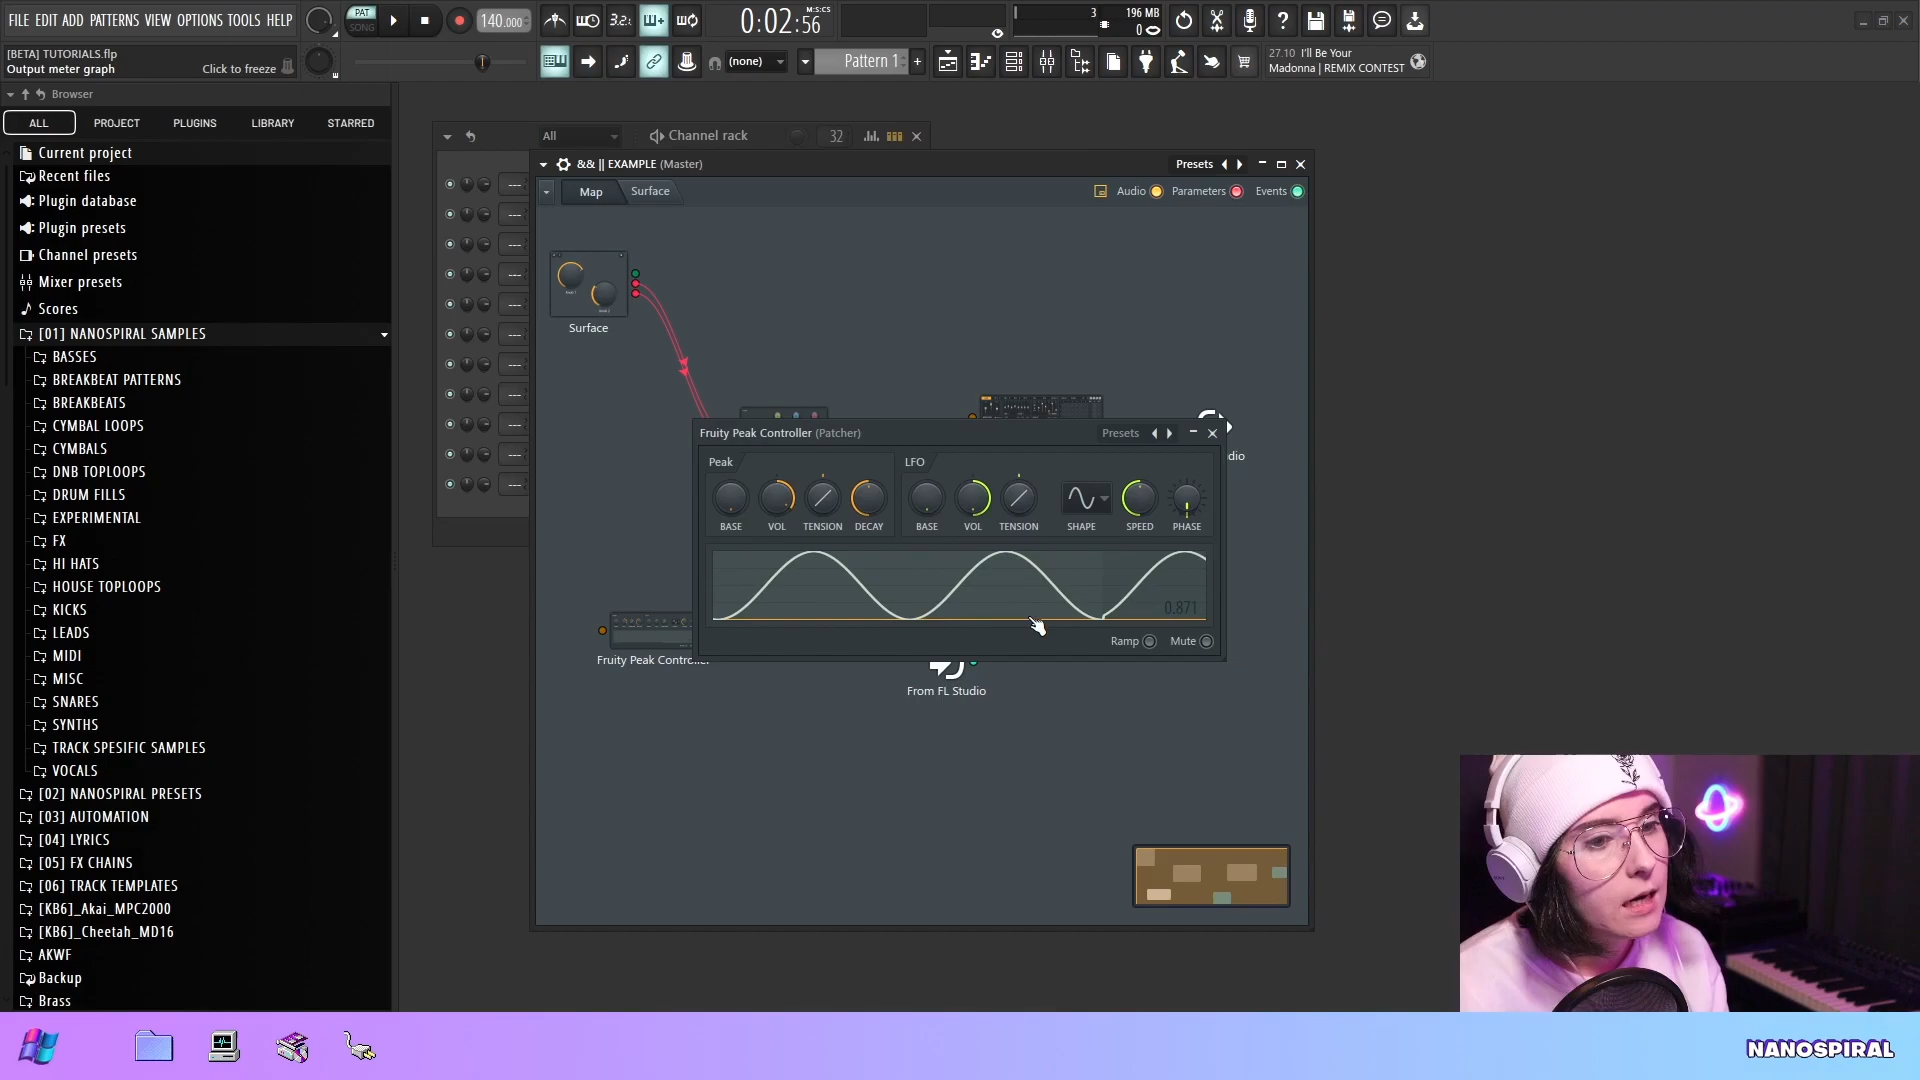 FILE EDIT ADD PATTERNS VIEW OPTIONS TOOLS HELP
PAT
SONG
140.000
3.2:
0:02:56
M:S:CS
3
196 MB
0
[BETA] TUTORIALS.flp
Output meter graph
Click to freeze
(none)
Pattern 1
27.10 I'll Be Your
Madonna | REMIX CONTEST
Browser
ALL PROJECT PLUGINS LIBRARY STARRED
Current project
Recent files
Plugin database
Plugin presets
Channel presets
Mixer presets
Scores
[01] NANOSPIRAL SAMPLES
BASSES
BREAKBEAT PATTERNS
BREAKBEATS
CYMBAL LOOPS
CYMBALS
DNB TOPLOOPS
DRUM FILLS
EXPERIMENTAL
FX
HI HATS
HOUSE TOPLOOPS
KICKS
LEADS
MIDI
MISC
SNARES
SYNTHS
TRACK SPESIFIC SAMPLES
VOCALS
[02] NANOSPIRAL PRESETS
[03] AUTOMATION
[04] LYRICS
[05] FX CHAINS
[06] TRACK TEMPLATES
[KB6]_Akai_MPC2000
[KB6]_Cheetah_MD16
AKWF
Backup
Brass
All
Channel rack
32
&& || EXAMPLE (Master)
Presets
Map
Surface
Audio
Parameters
Events
Surface
dio
Fruity Peak Controller (Patcher)
Presets
Peak
LFO
BASE VOL TENSION DECAY
BASE VOL TENSION SHAPE SPEED PHASE
0.871
Ramp Mute
Fruity Peak Controller
From FL Studio
NANOSPIRAL